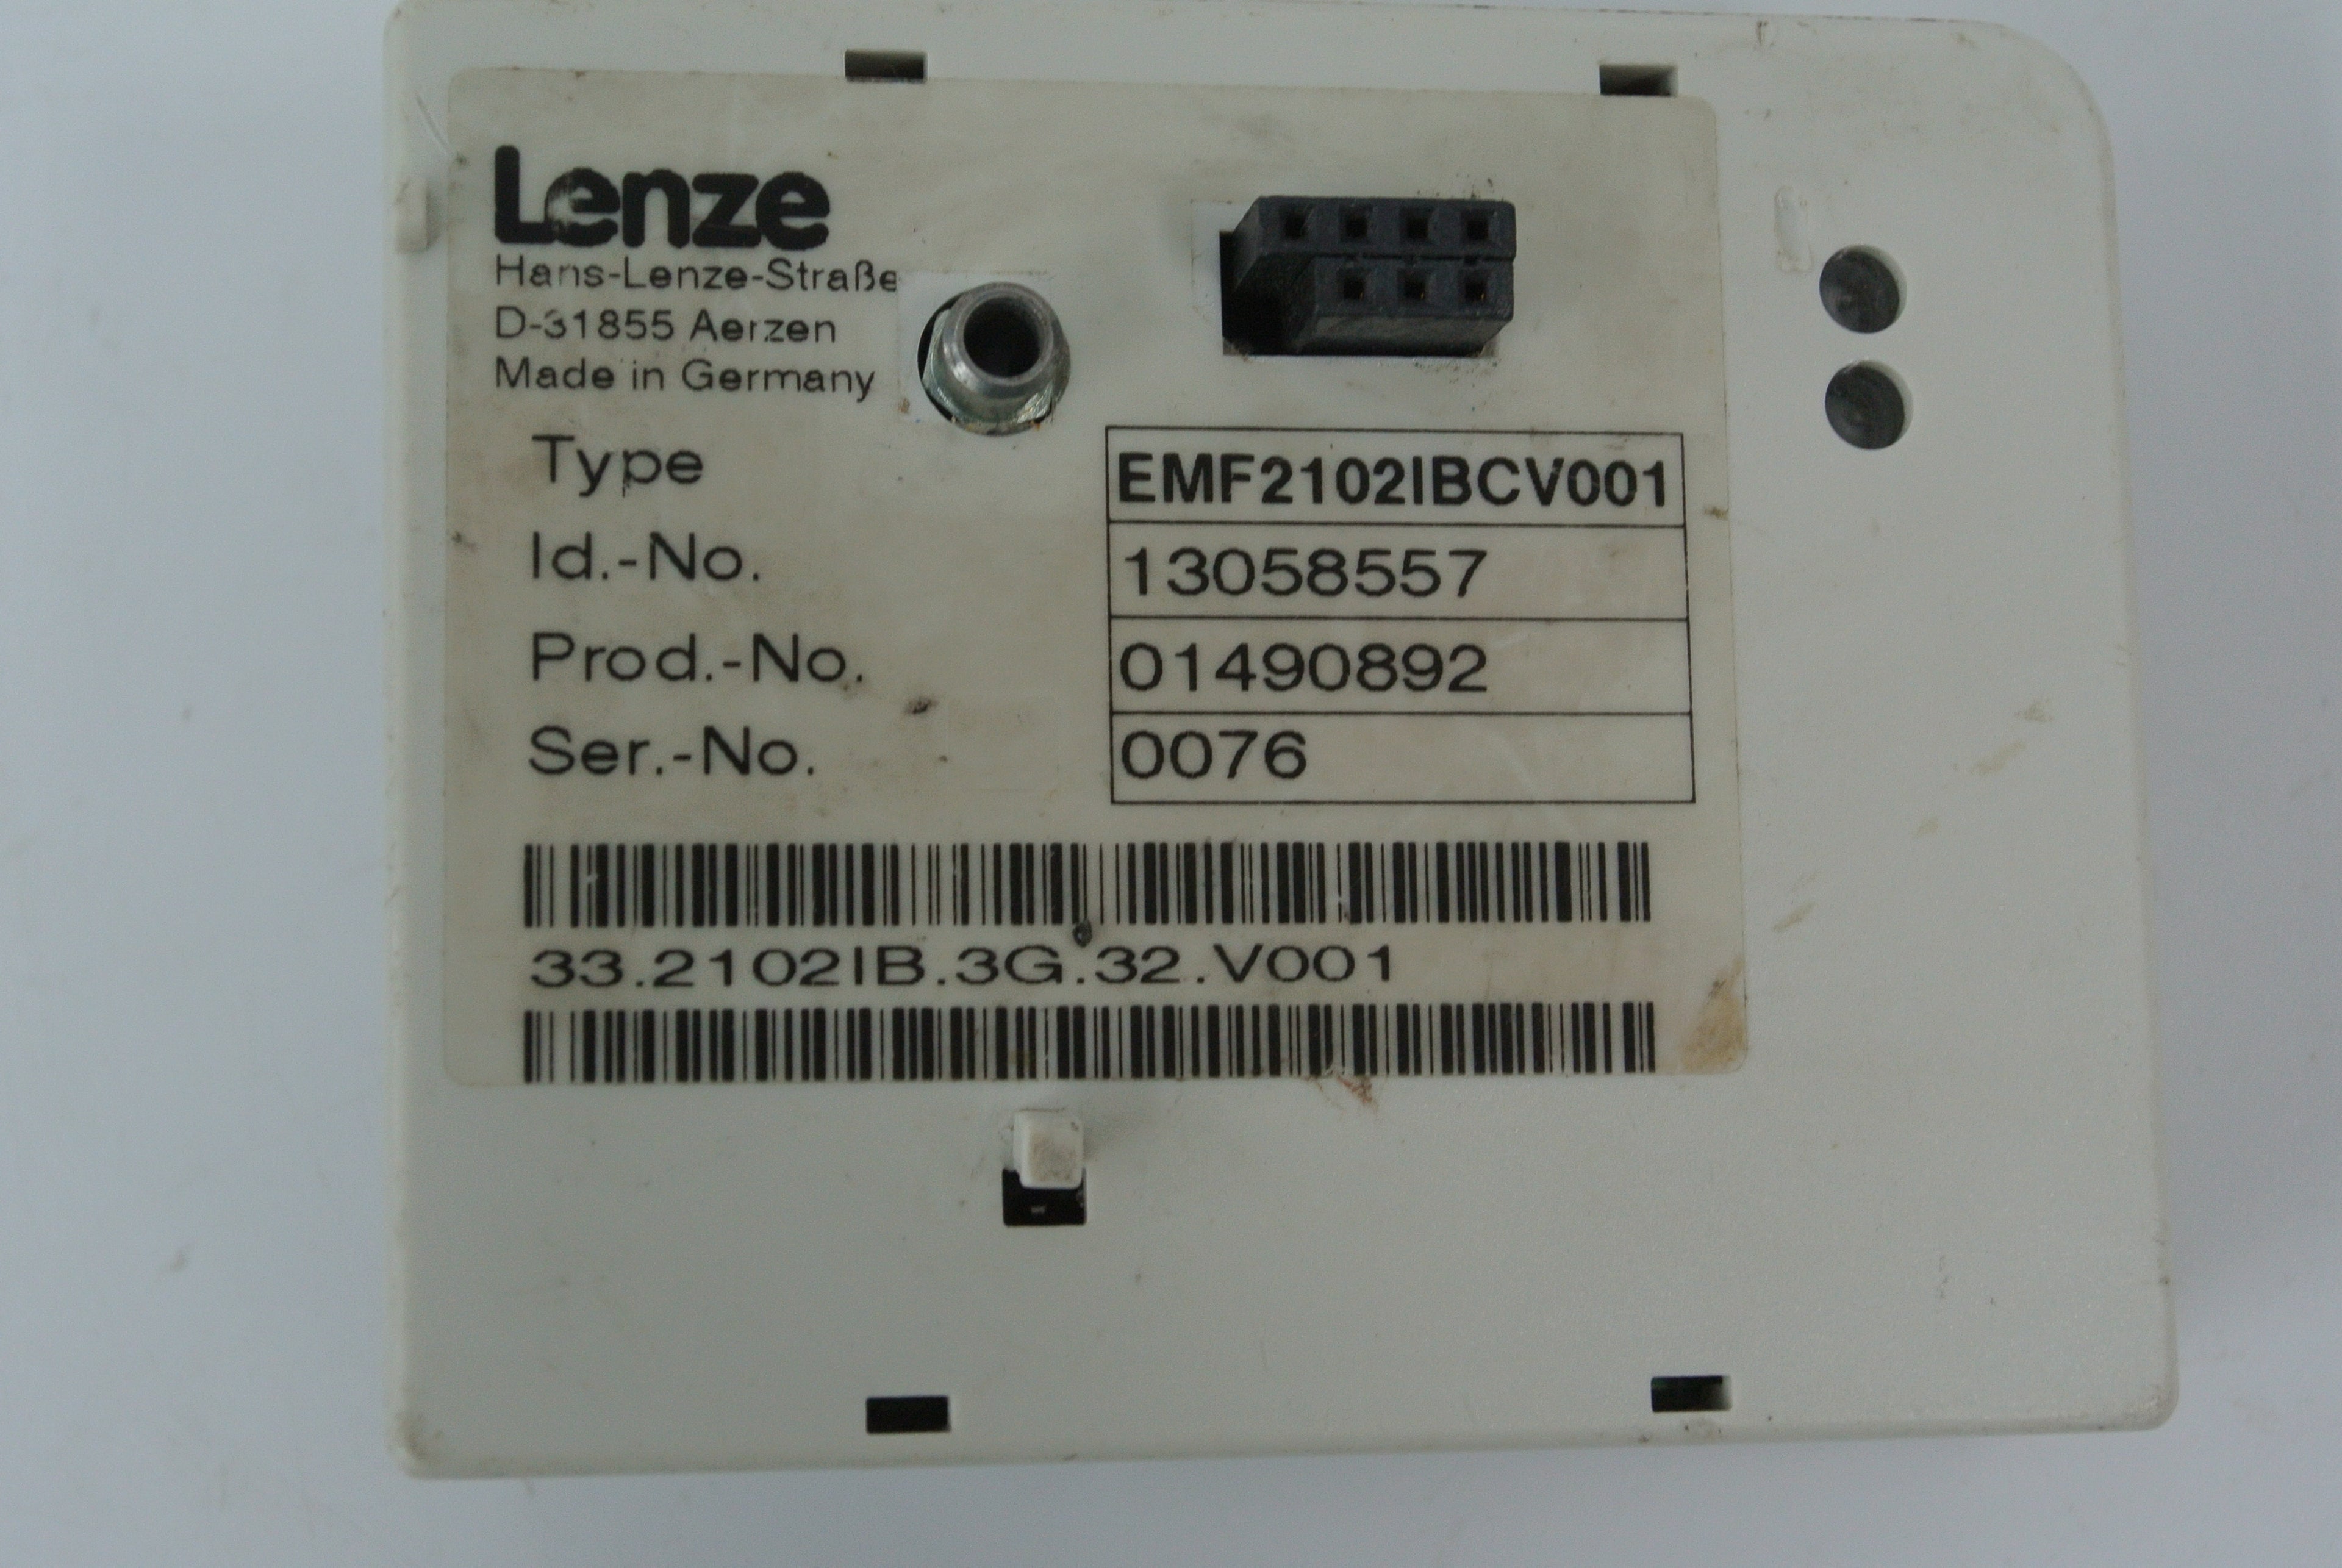 Lenze
Hans-Lenze-Straße
D-31855 Aerzen
Made in Germany
Type EMF2102IBCV001
Id.-No. 13058557
Prod.-No. 01490892
Ser.-No. 0076
33.2102IB.3G.32.V001